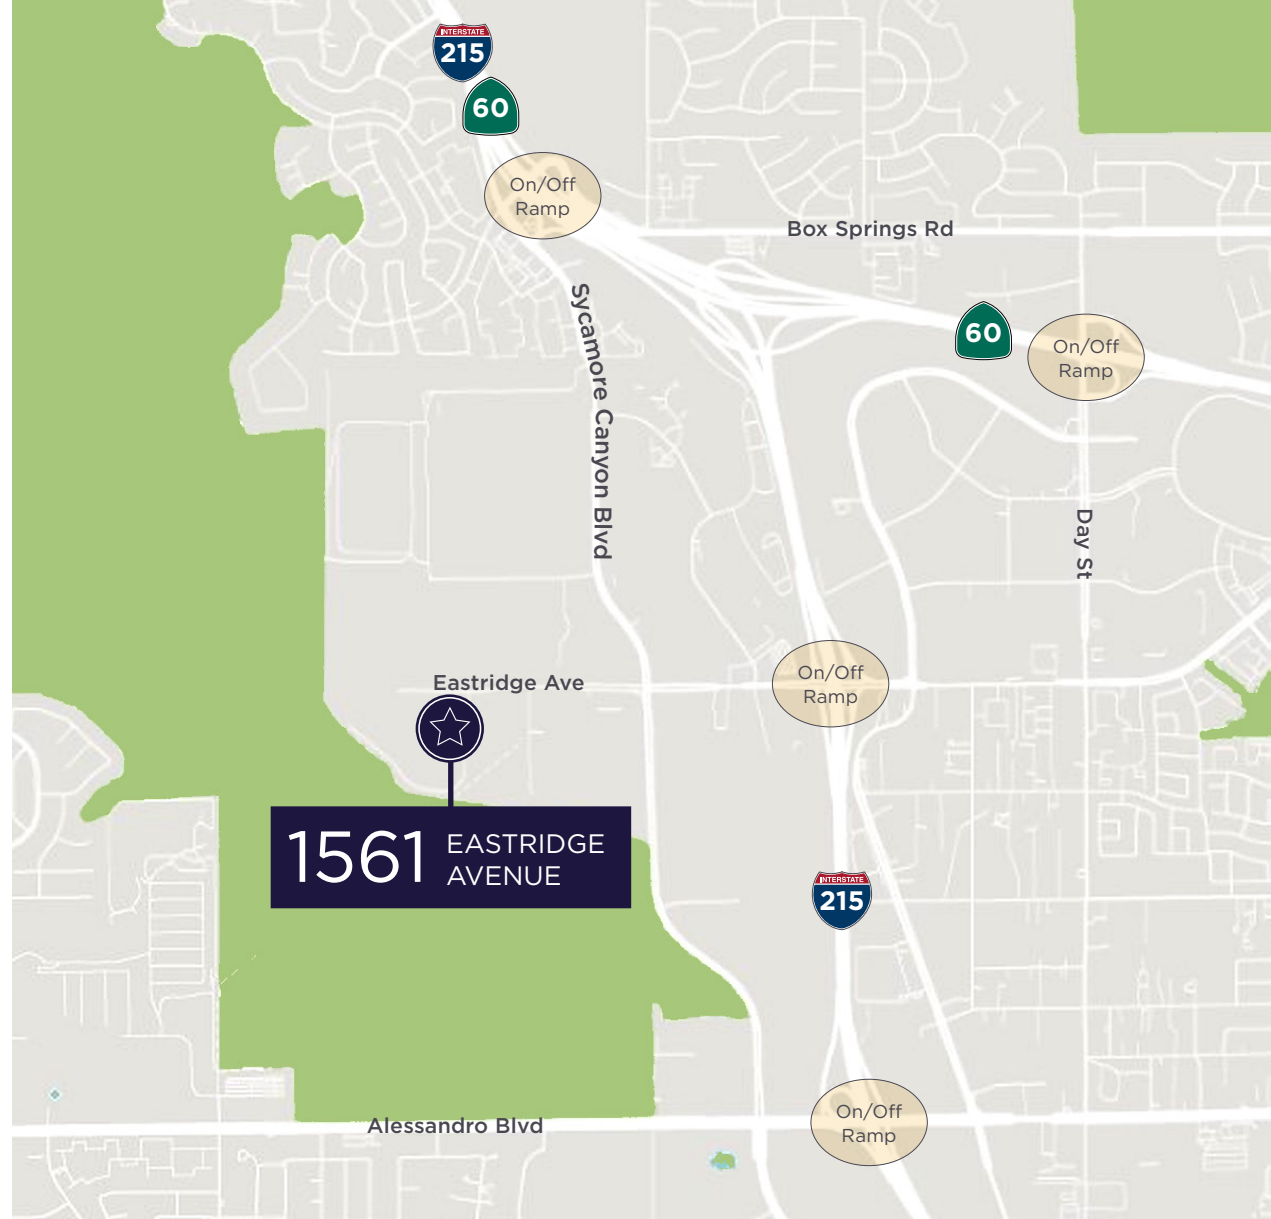 INTERSTATE
215
60
On/Off
Ramp
Box Springs Rd
Sycamore Canyon Blvd
60
On/Off
Ramp
Day St
Eastridge Ave
On/Off
Ramp
1561 EASTRIDGE
AVENUE
INTERSTATE
215
On/Off
Ramp
Alessandro Blvd